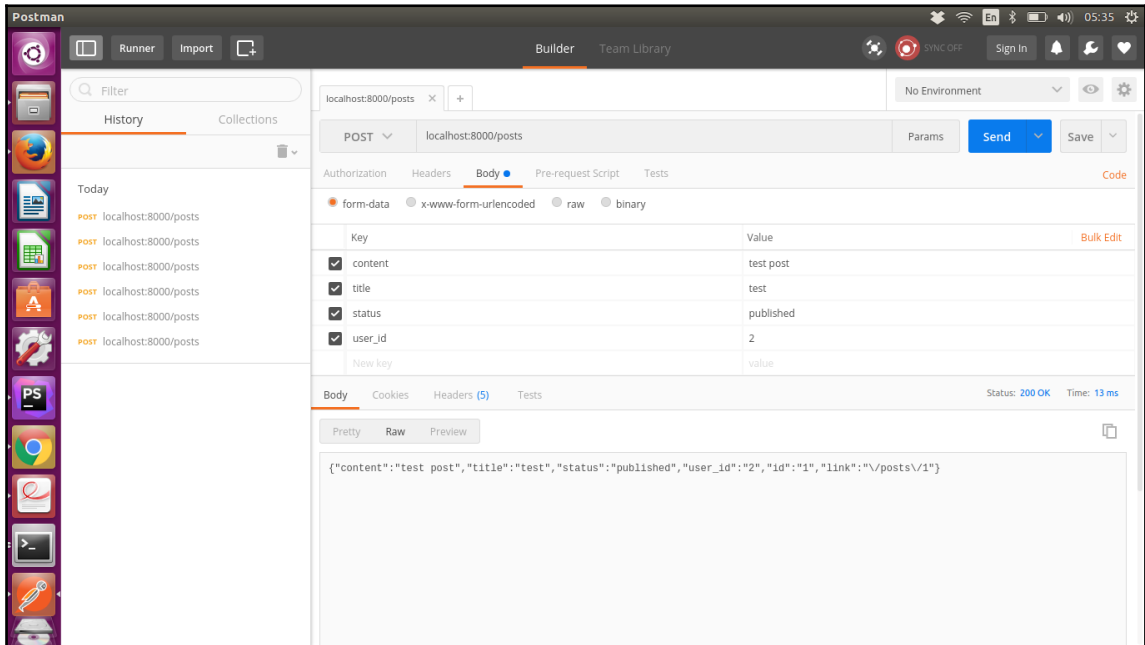 Postman
En
05:35
Runner
Import
Builder
Team Library
SYNC OFF
Sign In
Filter
History
Collections
Today
POST localhost:8000/posts
POST localhost:8000/posts
POST localhost:8000/posts
POST localhost:8000/posts
POST localhost:8000/posts
POST localhost:8000/posts
localhost:8000/posts
No Environment
POST
localhost:8000/posts
Params
Send
Save
Authorization
Headers
Body
Pre-request Script
Tests
Code
form-data
x-www-form-urlencoded
raw
binary
Key
Value
Bulk Edit
content
test post
title
test
status
published
user_id
2
New key
value
Body
Cookies
Headers (5)
Tests
Status: 200 OK
Time: 13 ms
Pretty
Raw
Preview
{"content":"test post","title":"test","status":"published","user_id":"2","id":"1","link":"\/posts\/1"}
PS